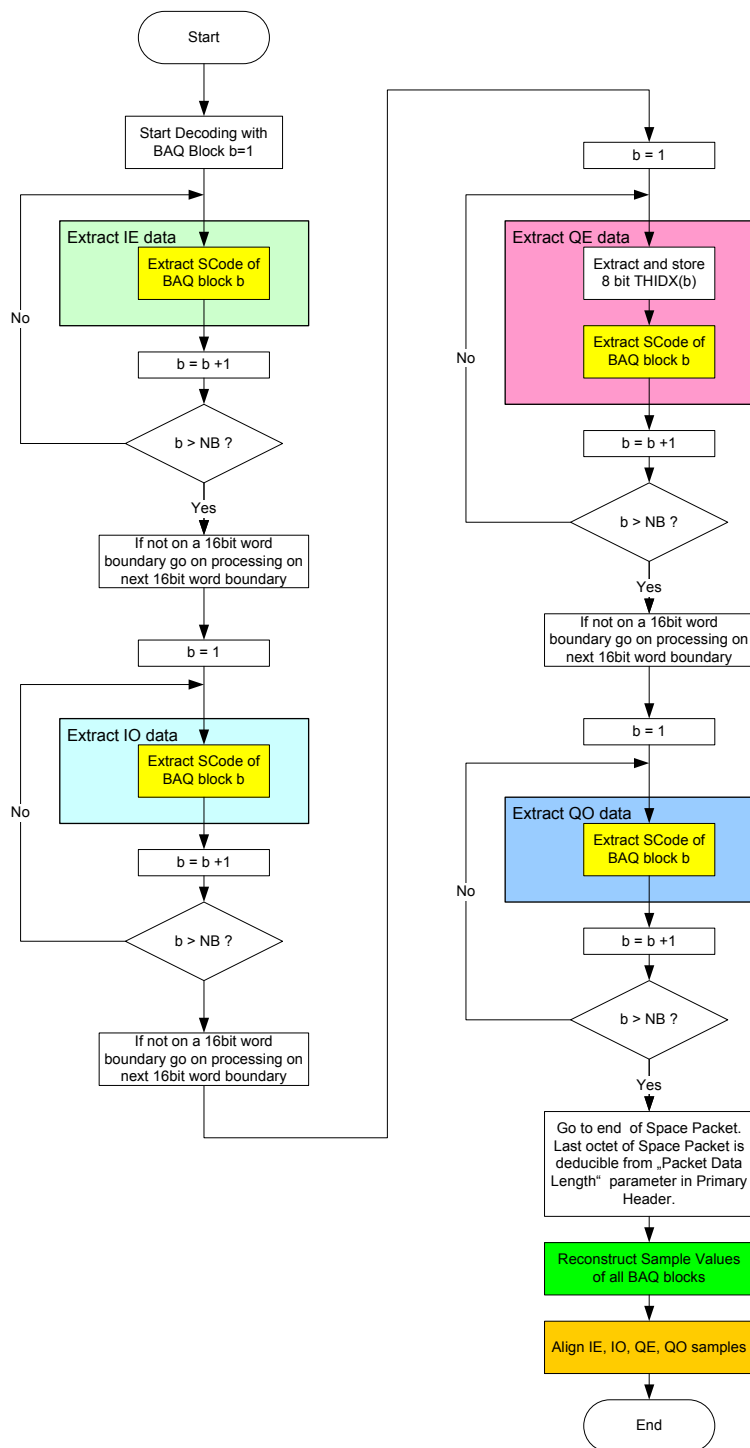 Start
Start Decoding with
BAQ Block b=1
Extract IE data
Extract SCode of
BAQ block b
No
b = b +1
b > NB ?
Yes
If not on a 16bit word
boundary go on processing on
next 16bit word boundary
b = 1
Extract IO data
Extract SCode of
BAQ block b
No
b = b +1
b > NB ?
If not on a 16bit word
boundary go on processing on
next 16bit word boundary
b = 1
Extract QE data
Extract and store
8 bit THIDX(b)
Extract SCode of
BAQ block b
No
b = b +1
b > NB ?
Yes
If not on a 16bit word
boundary go on processing on
next 16bit word boundary
b = 1
Extract QO data
Extract SCode of
BAQ block b
No
b = b +1
b > NB ?
Yes
Go to end of Space Packet.
Last octet of Space Packet is
deducible from „Packet Data
Length“ parameter in Primary
Header.
Reconstruct Sample Values
of all BAQ blocks
Align IE, IO, QE, QO samples
End